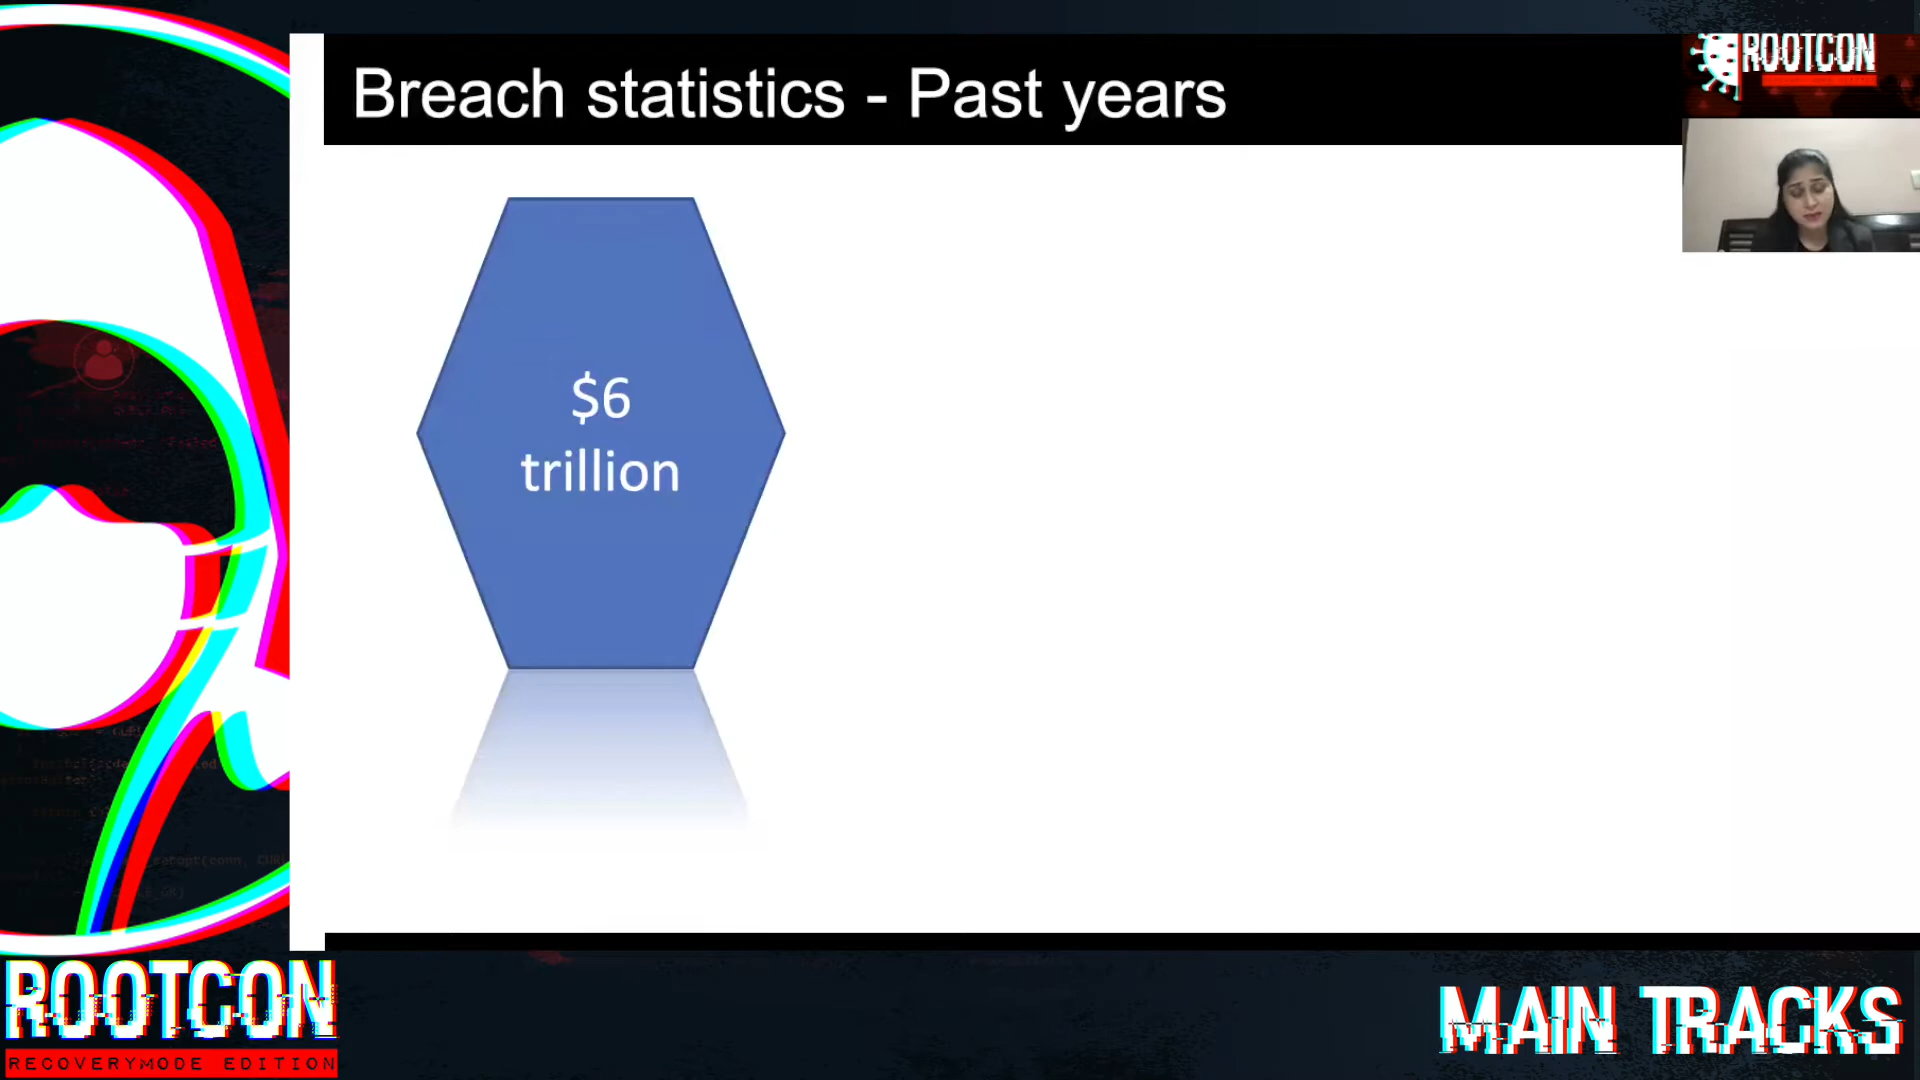 Breach statistics - Past years
ROOTCON
$6
trillion
ROOTCON
RECOVERYMODE EDITION
MAIN TRACKS